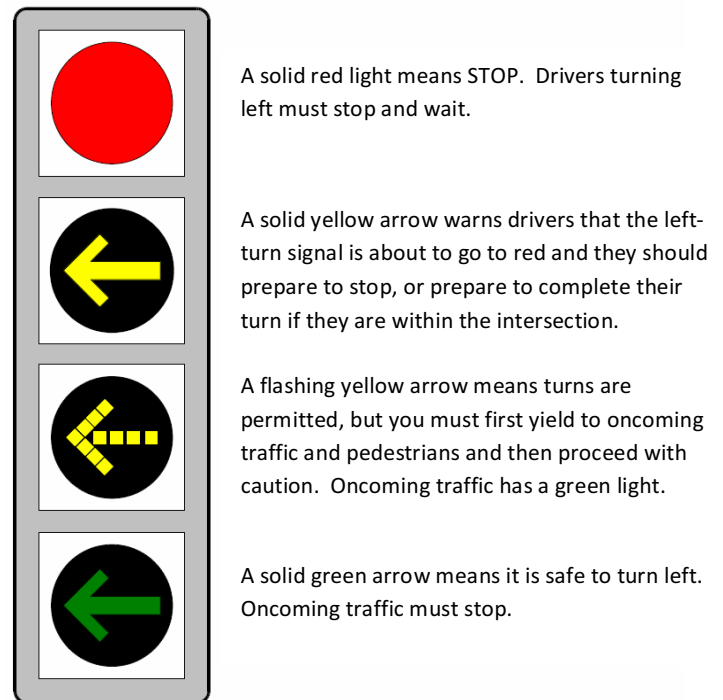 A solid red light means STOP.  Drivers turning
left must stop and wait.
A solid yellow arrow warns drivers that the left-
turn signal is about to go to red and they should
prepare to stop, or prepare to complete their
turn if they are within the intersection.
A flashing yellow arrow means turns are
permitted, but you must first yield to oncoming
traffic and pedestrians and then proceed with
caution.  Oncoming traffic has a green light.
A solid green arrow means it is safe to turn left.
Oncoming traffic must stop.